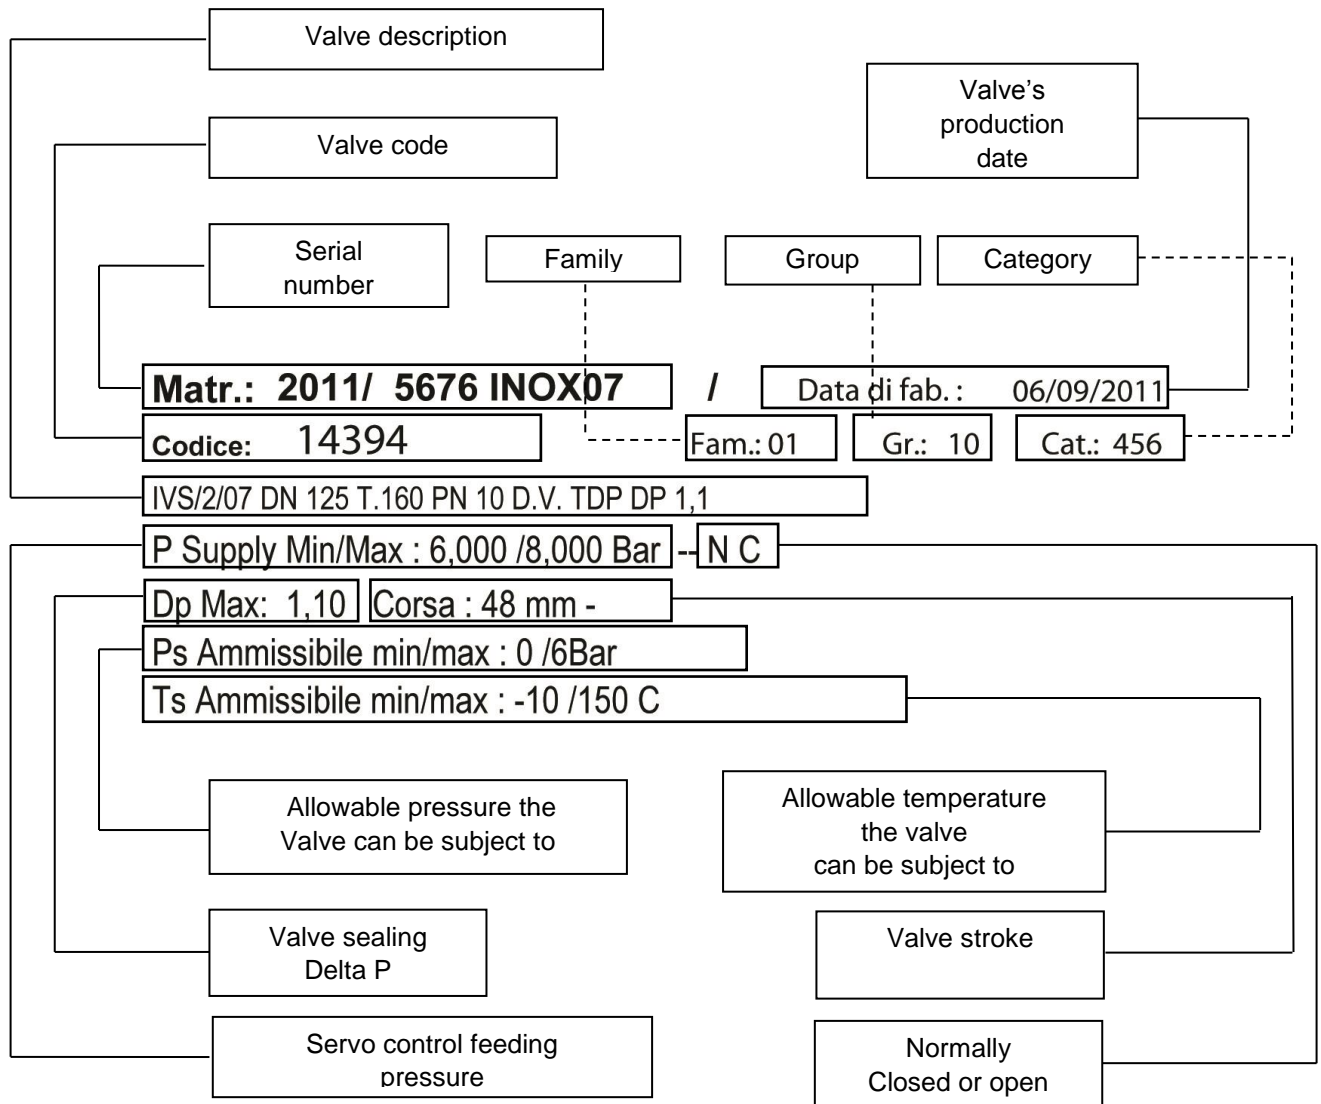 Valve description
Valve's
production
date
Valve code
Serial
number
Family
Group
Category
Matr.: 2011/ 5676 INOX07 / Data di fab. : 06/09/2011
Codice: 14394 Fam.: 01 Gr.: 10 Cat.: 456
IVS/2/07 DN 125 T.160 PN 10 D.V. TDP DP 1,1
P Supply Min/Max : 6,000 /8,000 Bar -- N C
Dp Max: 1,10 Corsa : 48 mm -
Ps Ammissibile min/max : 0 /6Bar
Ts Ammissibile min/max : -10 /150 C
Allowable pressure the
Valve can be subject to
Allowable temperature
the valve
can be subject to
Valve sealing
Delta P
Valve stroke
Servo control feeding
pressure
Normally
Closed or open